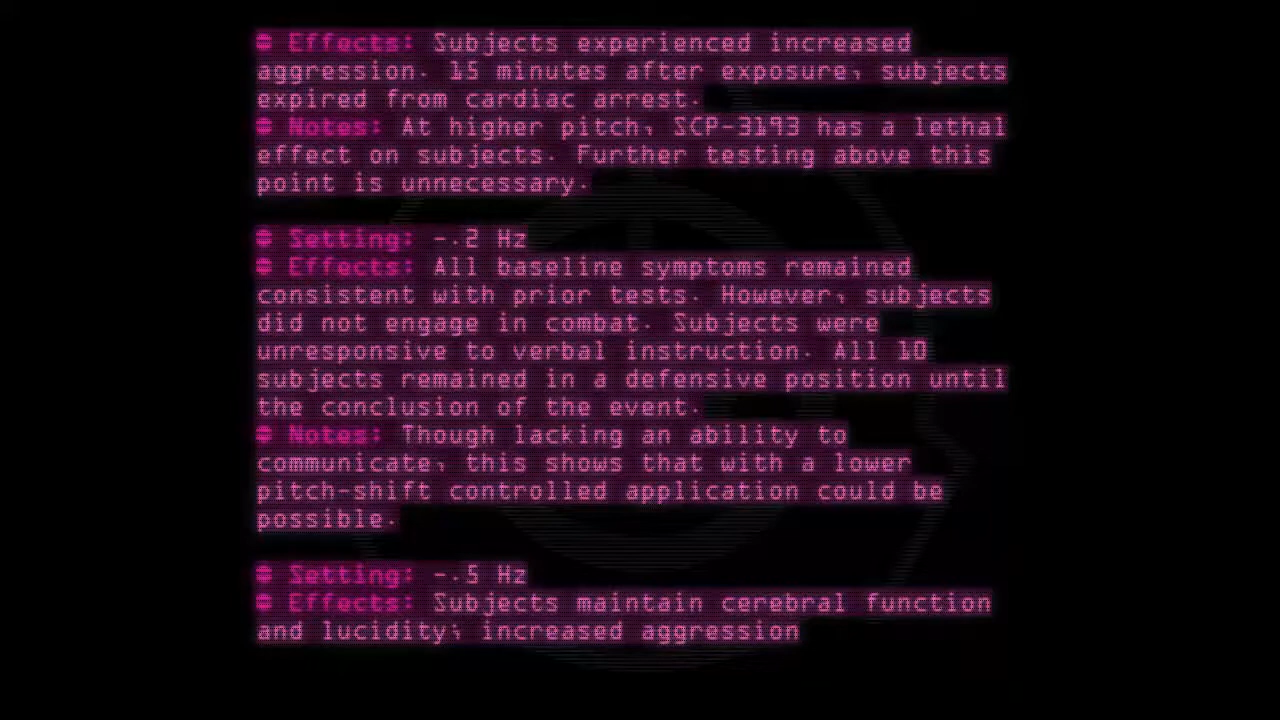 Effects: Subjects experienced increased
aggression. 15 minutes after exposure, subjects
expired from cardiac arrest.
Notes: At higher pitch, SCP-3193 has a lethal
effect on subjects. Further testing above this
point is unnecessary.
Setting: -.2 Hz
Effects: All baseline symptoms remained
consistent with prior tests. However, subjects
did not engage in combat. Subjects were
unresponsive to verbal instruction. All 10
subjects remained in a defensive position until
the conclusion of the event.
Notes: Though lacking an ability to
communicate, this shows that with a lower
pitch-shift controlled application could be
possible.
Setting: -.5 Hz
Effects: Subjects maintain cerebral function
and lucidity; increased aggression